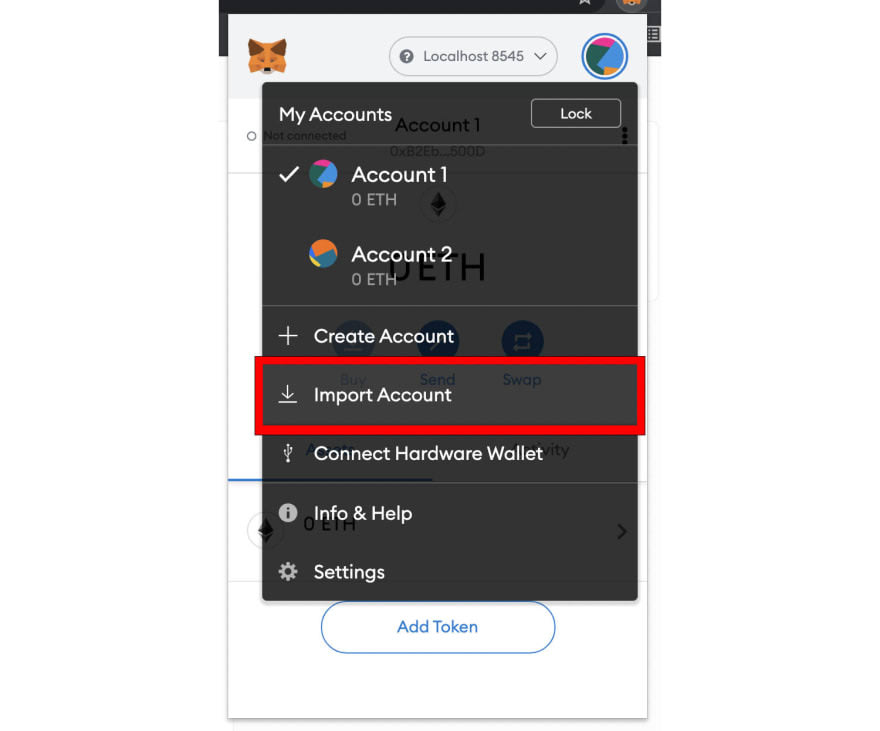 Localhost 8545
My Accounts
Lock
Account 1
Not connected
0xB2Eb...500D
Account 1
0 ETH
Account 2
0 ETH
0 ETH
Create Account
Buy
Send
Swap
Import Account
Assets
Activity
Connect Hardware Wallet
Info & Help
0 ETH
Settings
Add Token